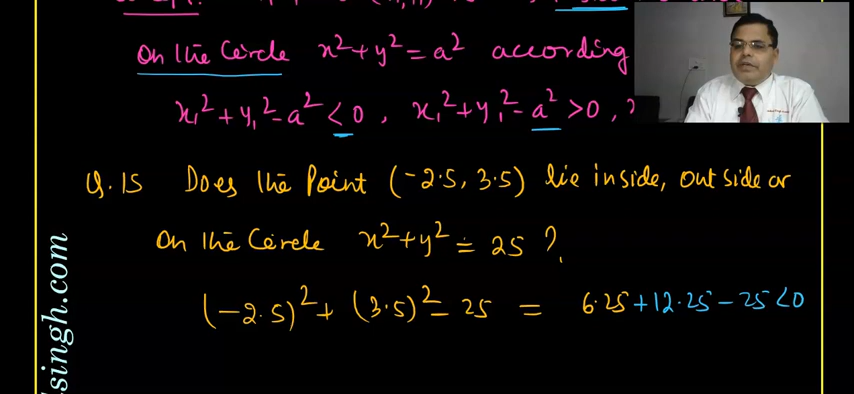 On the Circle x²+y²=a² according
x₁²+y₁²-a²<0, x₁²+y₁²-a²>0,
Q.15 Does the Point (-2.5, 3.5) lie inside, outside or
On the Circle x²+y²=25 ?
(-2.5)²+(3.5)²-25 = 6.25+12.25-25<0
singh.com